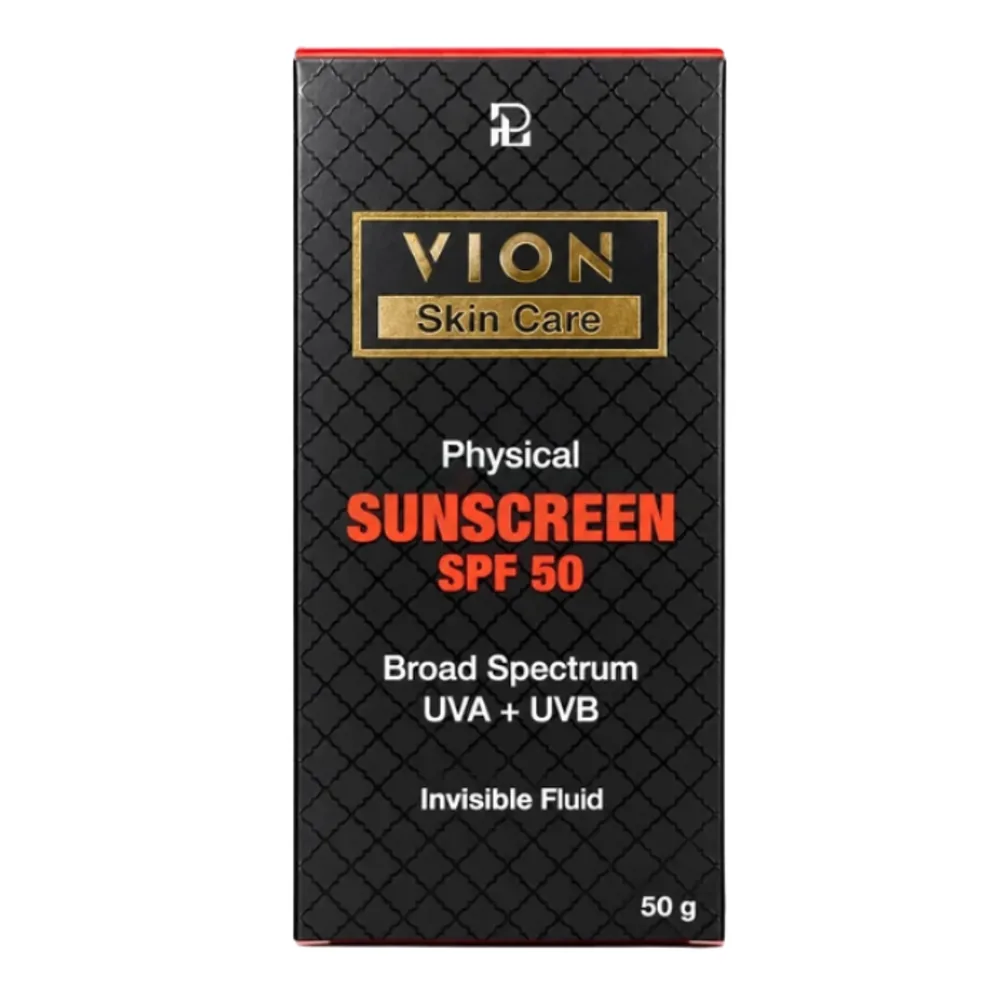 VION
Skin Care
Physical
SUNSCREEN
SPF 50
Broad Spectrum
UVA + UVB
Invisible Fluid
50 g